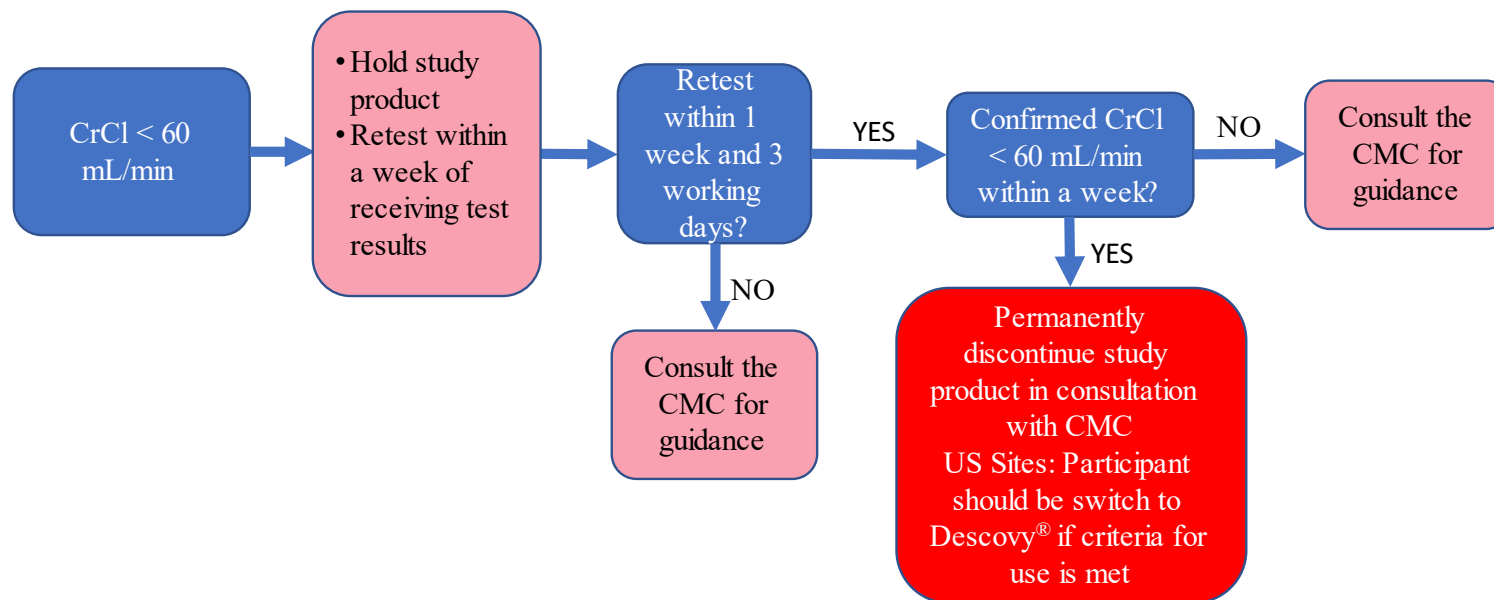 CrCl < 60
mL/min
• Hold study
product
• Retest within
a week of
receiving test
results
Retest
within 1
week and 3
working
days?
YES
Confirmed CrCl
< 60 mL/min
within a week?
NO
Consult the
CMC for
guidance
NO
Consult the
CMC for
guidance
YES
Permanently
discontinue study
product in consultation
with CMC
US Sites: Participant
should be switch to
Descovy® if criteria for
use is met